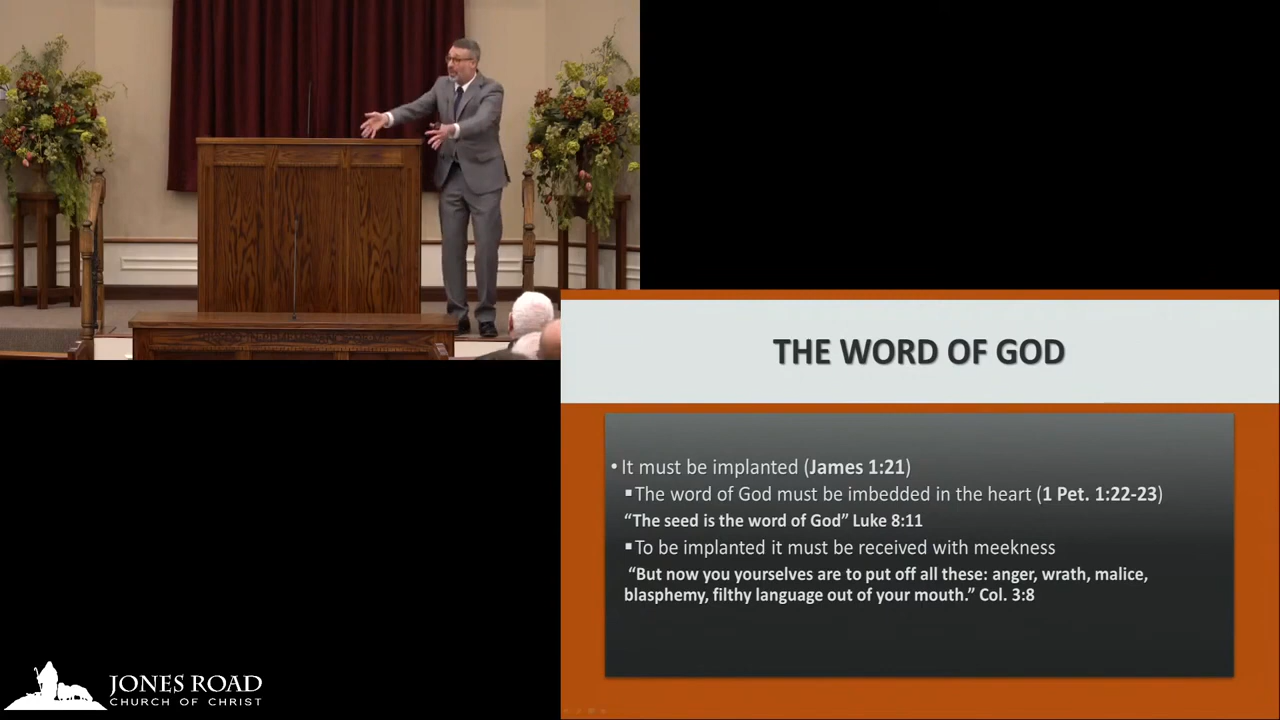 THE WORD OF GOD
• It must be implanted (James 1:21)
▪ The word of God must be imbedded in the heart (1 Pet. 1:22-23)
“The seed is the word of God” Luke 8:11
▪ To be implanted it must be received with meekness
“But now you yourselves are to put off all these: anger, wrath, malice,
blasphemy, filthy language out of your mouth.” Col. 3:8
JONES ROAD
CHURCH OF CHRIST